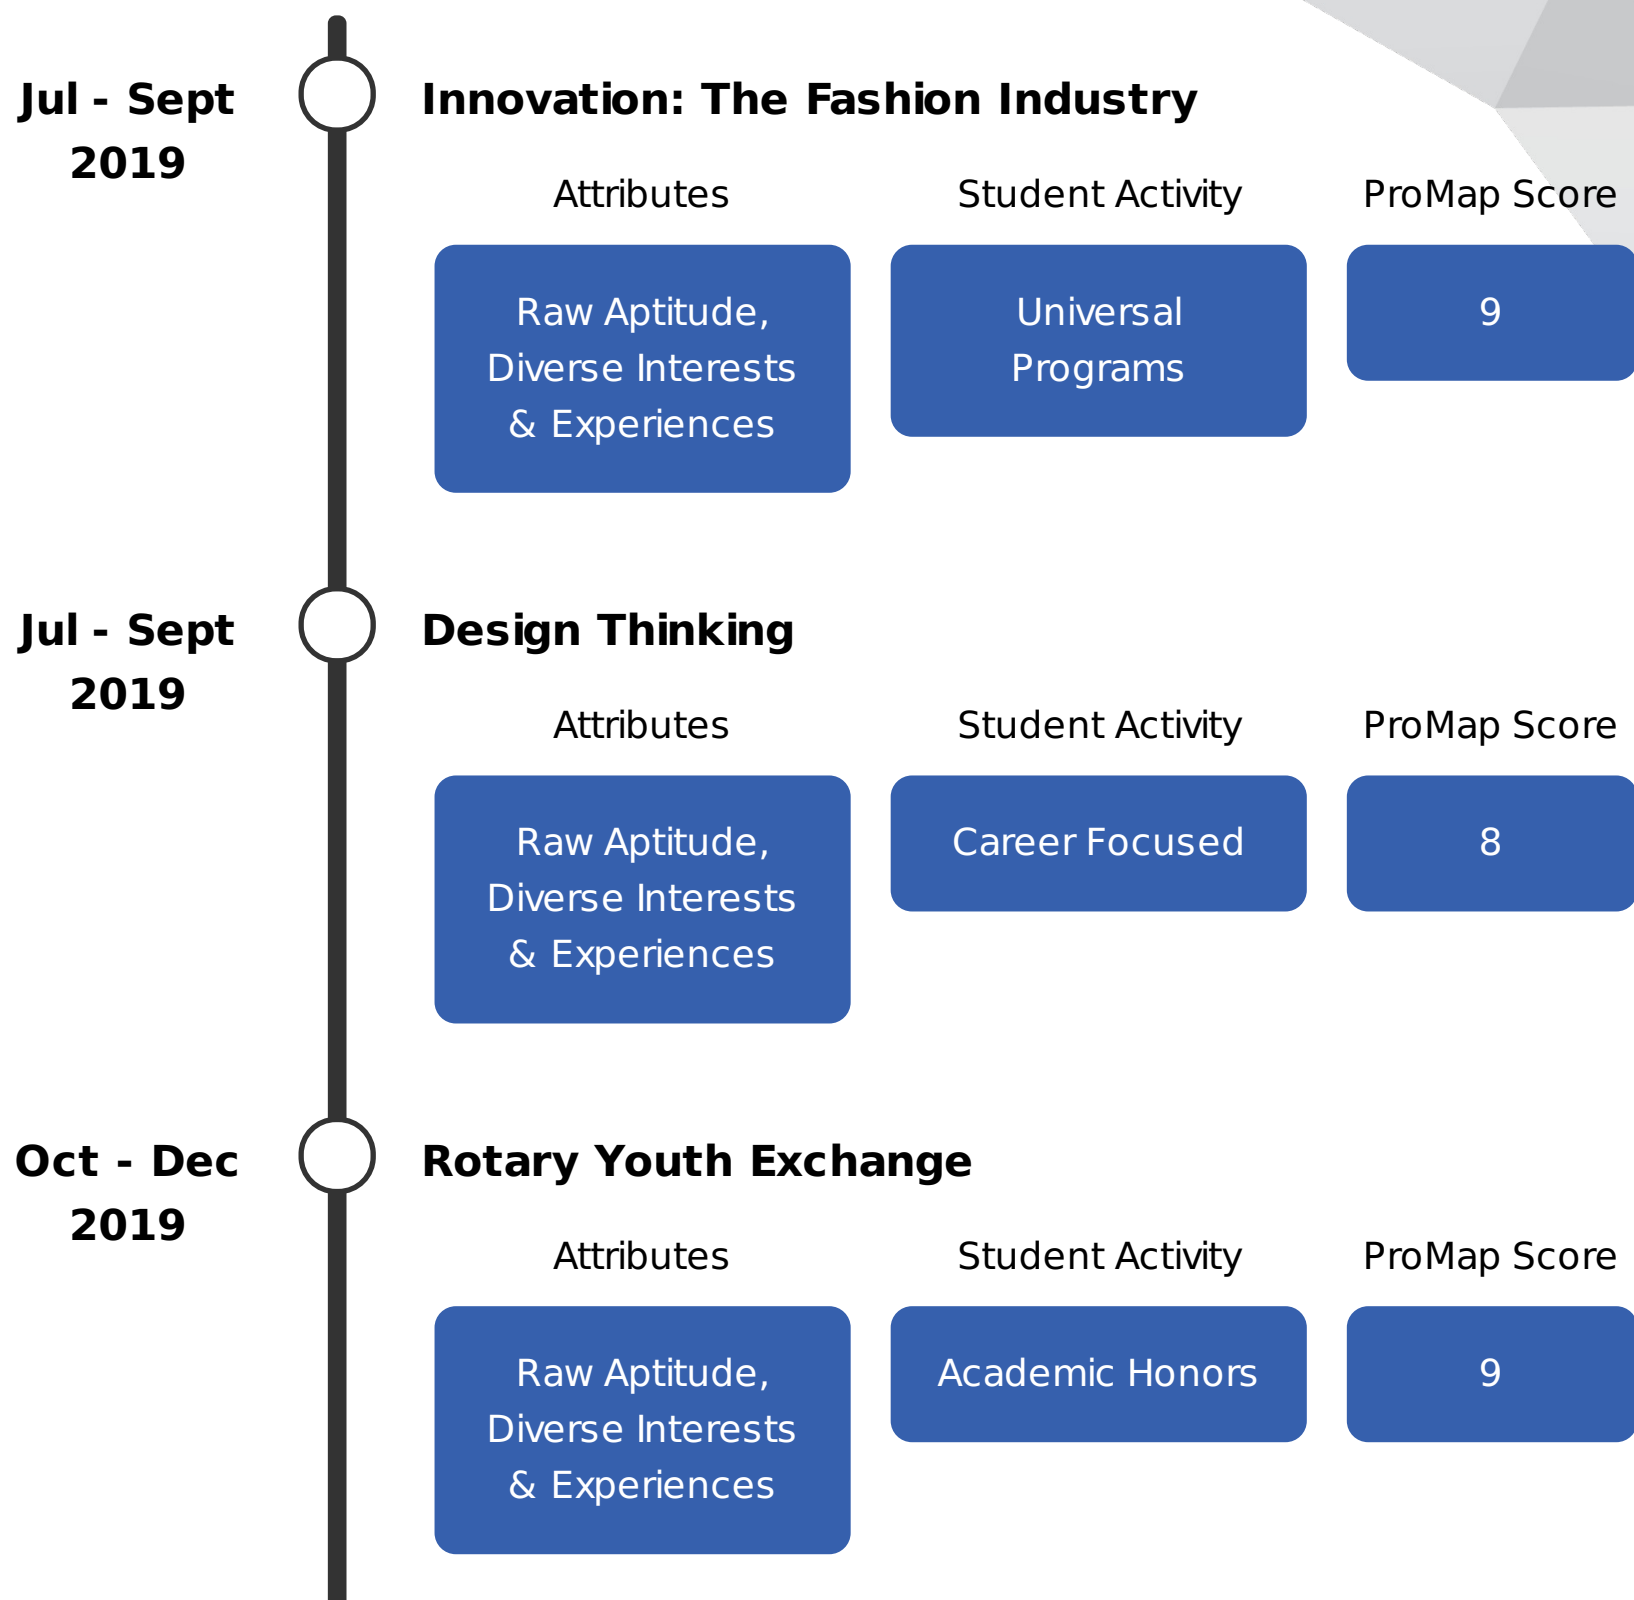 Jul - Sept
2019
Innovation: The Fashion Industry
Attributes
Student Activity
ProMap Score
Raw Aptitude,
Diverse Interests
& Experiences
Universal
Programs
9
Jul - Sept
2019
Design Thinking
Attributes
Student Activity
ProMap Score
Raw Aptitude,
Diverse Interests
& Experiences
Career Focused
8
Oct - Dec
2019
Rotary Youth Exchange
Attributes
Student Activity
ProMap Score
Raw Aptitude,
Diverse Interests
& Experiences
Academic Honors
9